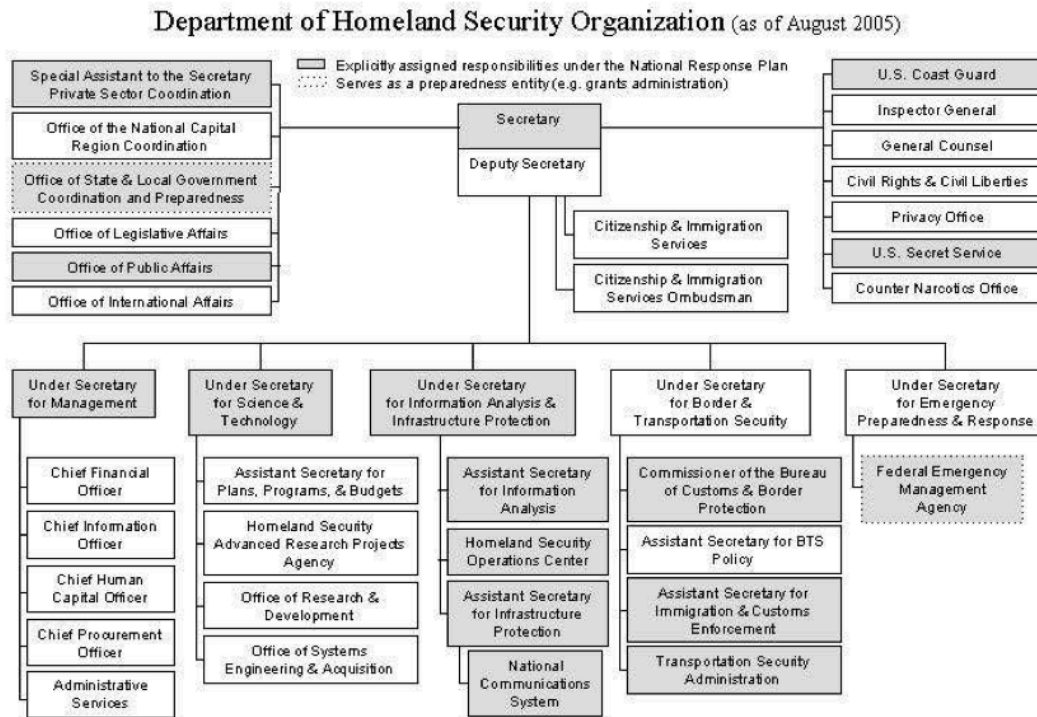 Department of Homeland Security Organization (as of August 2005)
Explicitly assigned responsibilities under the National Response Plan
Serves as a preparedness entity (e.g. grants administration)
Special Assistant to the Secretary
Private Sector Coordination
Office of the National Capital
Region Coordination
Office of State & Local Government
Coordination and Preparedness
Office of Legislative Affairs
Office of Public Affairs
Office of International Affairs
Secretary
Deputy Secretary
Citizenship & Immigration
Services
Citizenship & Immigration
Services Ombudsman
U.S. Coast Guard
Inspector General
General Counsel
Civil Rights & Civil Liberties
Privacy Office
U.S. Secret Service
Counter Narcotics Office
Under Secretary
for Management
Chief Financial
Officer
Chief Information
Officer
Chief Human
Capital Officer
Chief Procurement
Officer
Administrative
Services
Under Secretary
for Science &
Technology
Assistant Secretary for
Plans, Programs, & Budgets
Homeland Security
Advanced Research Projects
Agency
Office of Research &
Development
Office of Systems
Engineering & Acquisition
Under Secretary
for Information Analysis &
Infrastructure Protection
Assistant Secretary
for Information
Analysis
Homeland Security
Operations Center
Assistant Secretary
for Infrastructure
Protection
National
Communications
System
Under Secretary
for Border &
Transportation Security
Commissioner of the Bureau
of Customs & Border
Protection
Assistant Secretary for BTS
Policy
Assistant Secretary for
Immigration & Customs
Enforcement
Transportation Security
Administration
Under Secretary
for Emergency
Preparedness & Response
Federal Emergency
Management
Agency